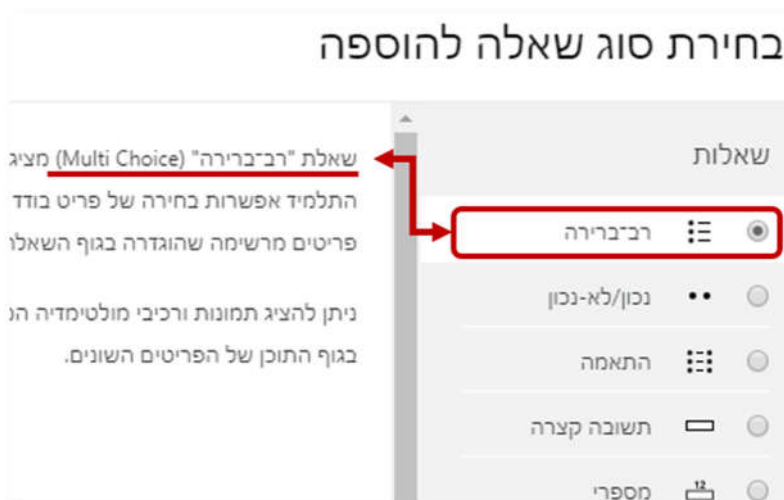 בחירת סוג שאלה להוספה
שאלות
רב־ברירה
נכון/לא-נכון
התאמה
תשובה קצרה
12
מספרי
שאלת "רב־ברירה" (Multi Choice) מציג
התלמיד אפשרות בחירה של פריט בודד
פריטים מרשימה שהוגדרה בגוף
ניתן להציג תמונות ורכיבי מולטימדיה
בגוף התוכן של הפריטים השונים.